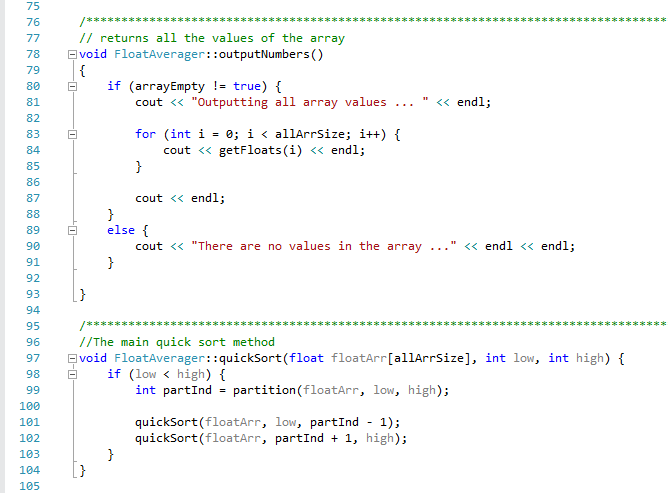 75
76 /***********************************************************************************
77 // returns all the values of the array
78 void FloatAverager::outputNumbers()
79 {
80     if (arrayEmpty != true) {
81         cout << "Outputting all array values ... " << endl;
82
83         for (int i = 0; i < allArrSize; i++) {
84             cout << getFloats(i) << endl;
85         }
86
87         cout << endl;
88     }
89     else {
90         cout << "There are no values in the array ..." << endl << endl;
91     }
92
93 }
94
95 /***********************************************************************************
96 //The main quick sort method
97 void FloatAverager::quickSort(float floatArr[allArrSize], int low, int high) {
98     if (low < high) {
99         int partInd = partition(floatArr, low, high);
100
101         quickSort(floatArr, low, partInd - 1);
102         quickSort(floatArr, partInd + 1, high);
103     }
104 }
105